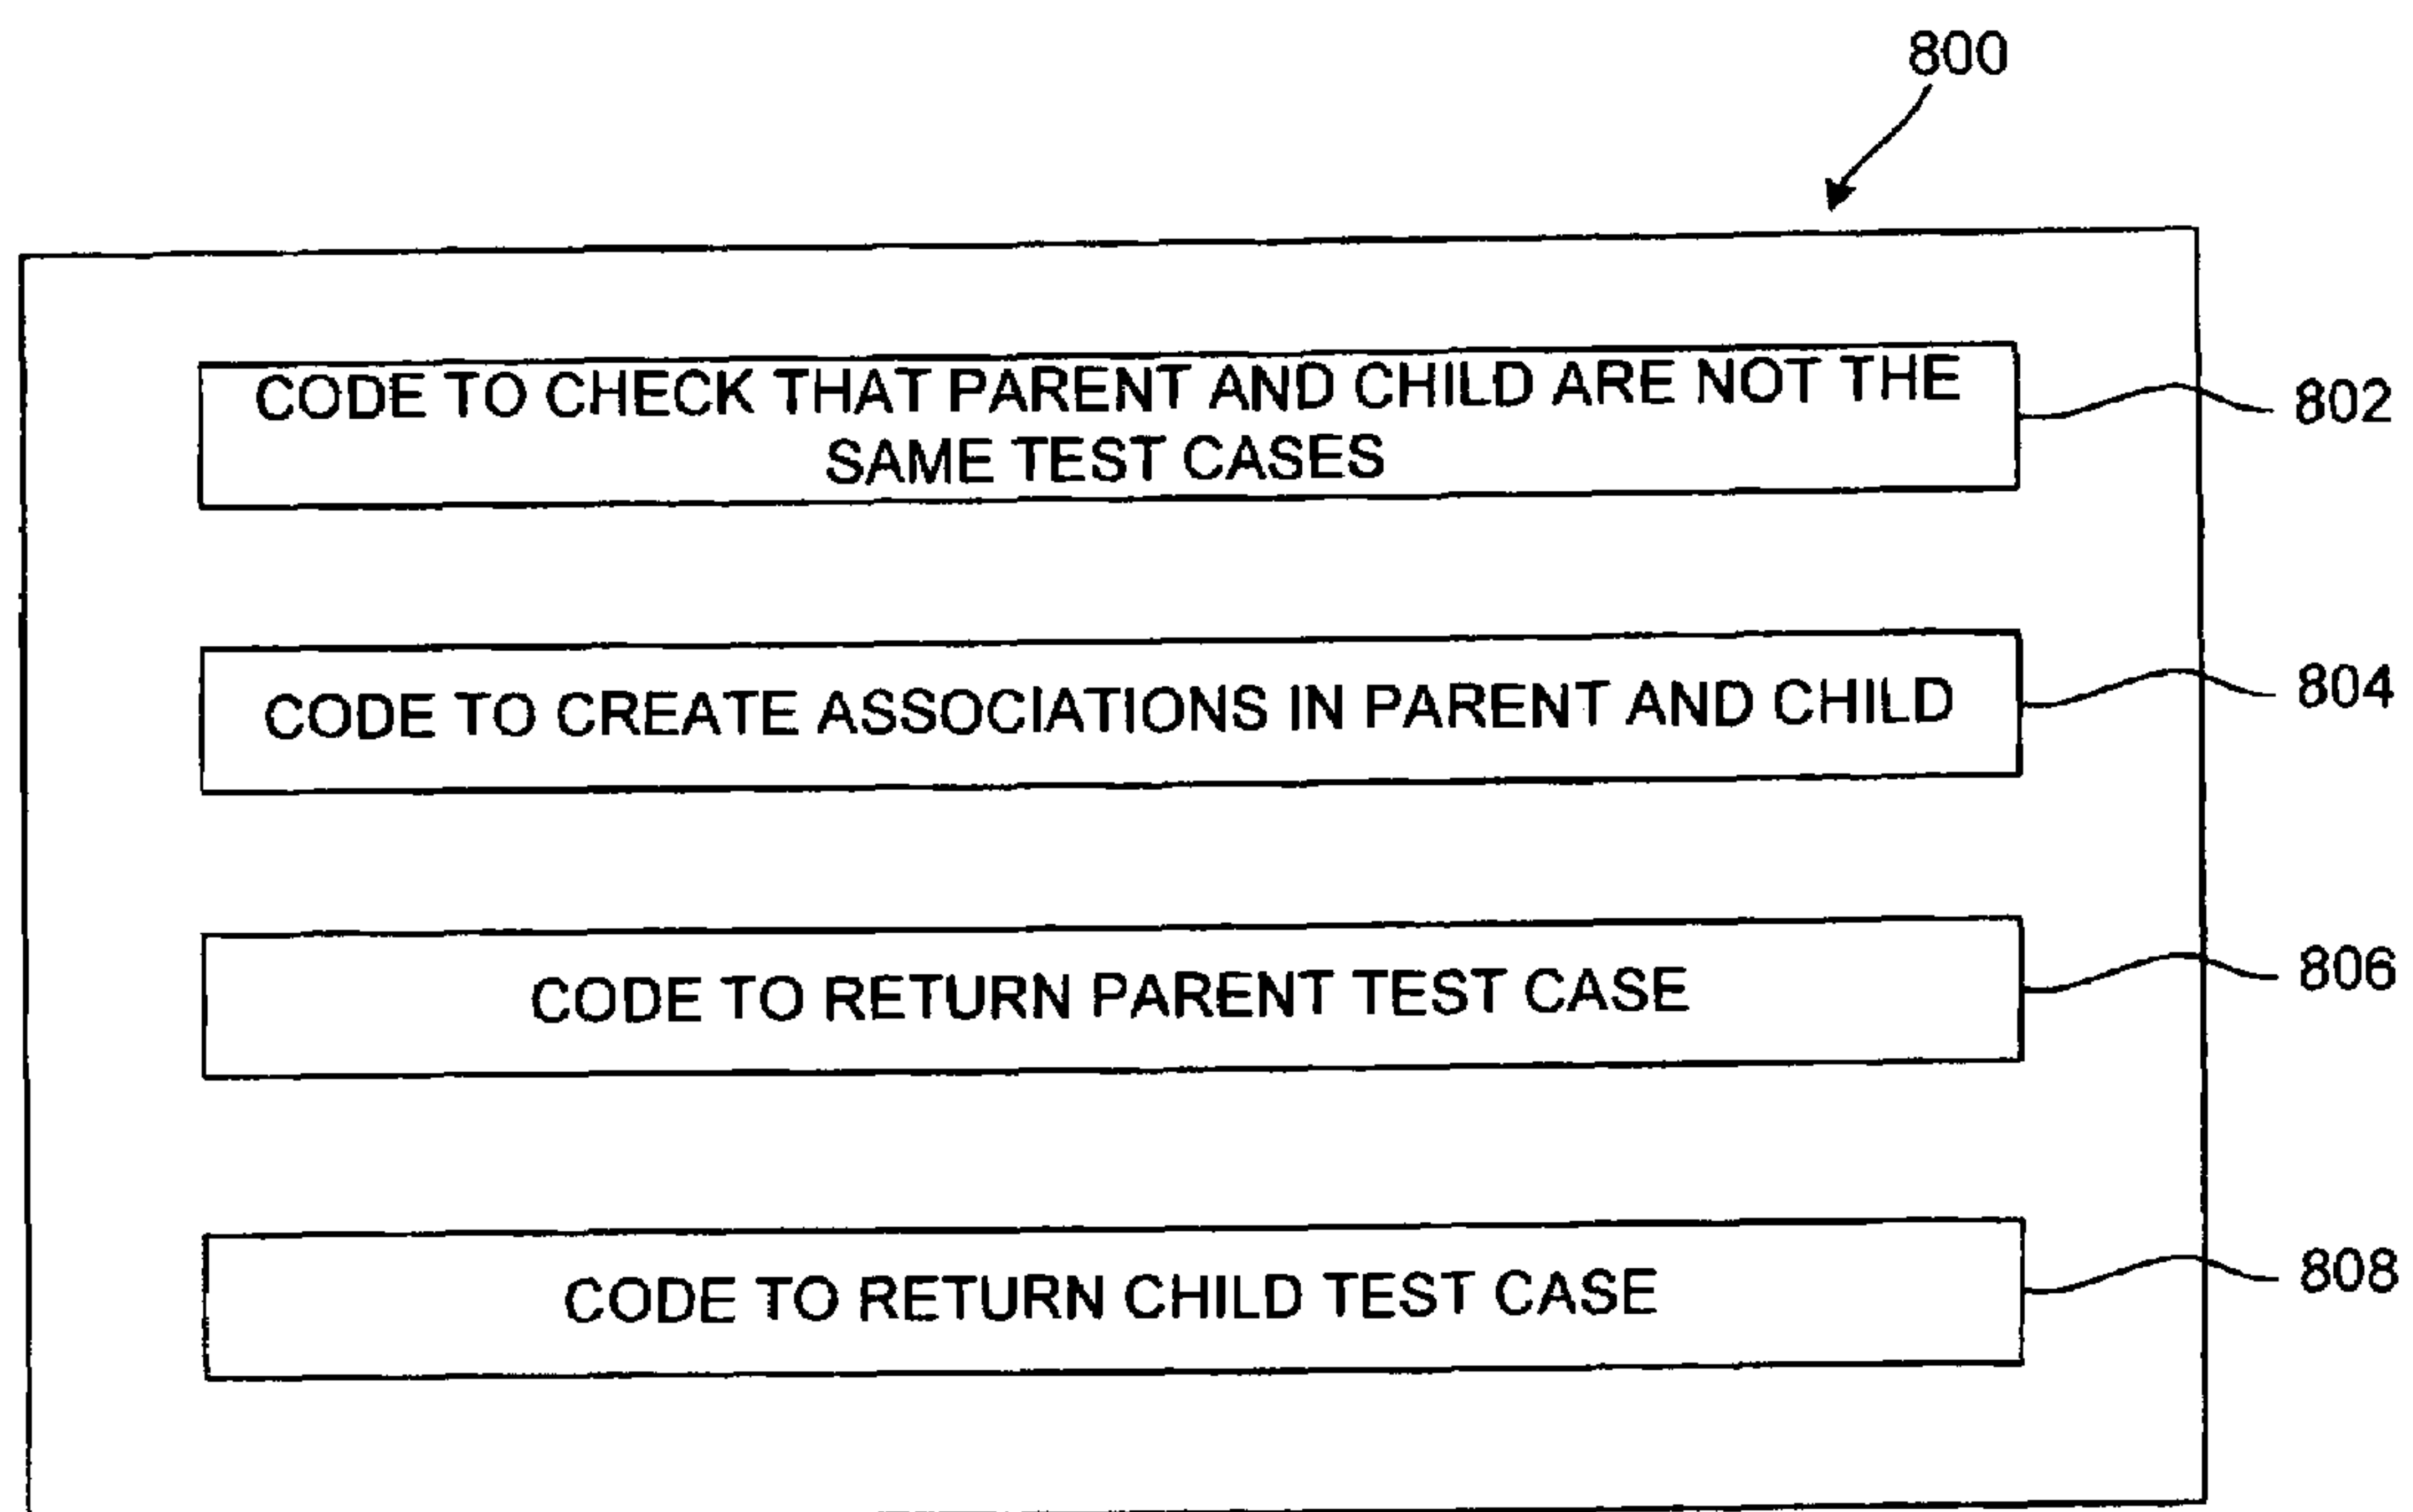 800
CODE TO CHECK THAT PARENT AND CHILD ARE NOT THE
SAME TEST CASES
802
CODE TO CREATE ASSOCIATIONS IN PARENT AND CHILD
804
CODE TO RETURN PARENT TEST CASE
806
CODE TO RETURN CHILD TEST CASE
808